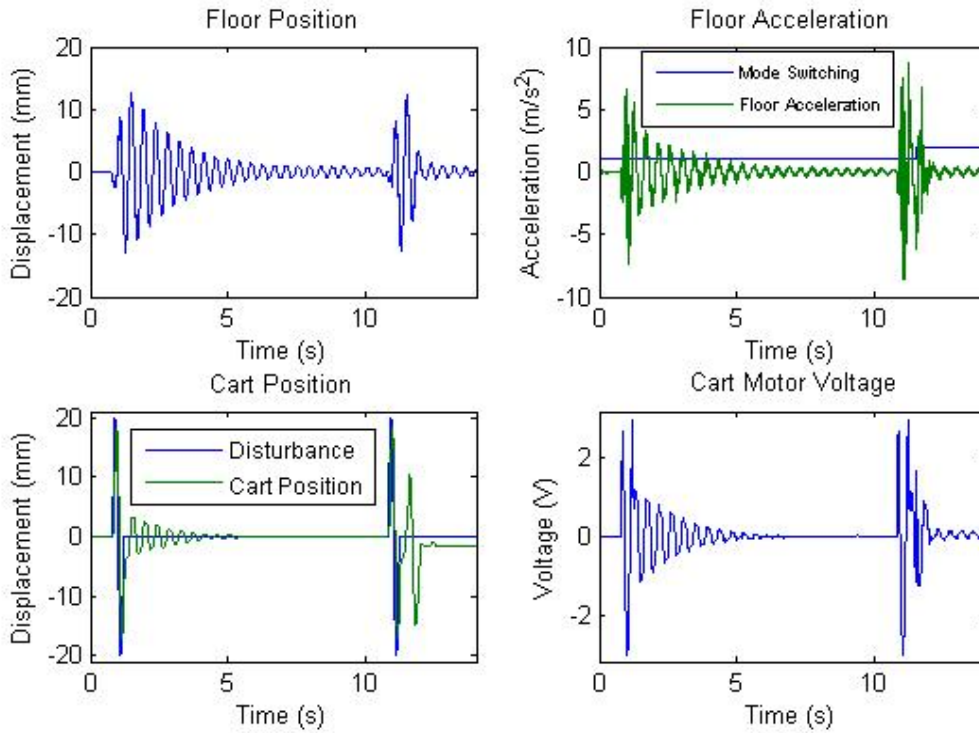 Floor Position
20
10
0
-10
-20
Displacement (mm)
0 5 10
Time (s)
Floor Acceleration
10
5
0
-5
-10
Acceleration (m/s²)
Mode Switching
Floor Acceleration
0 5 10
Time (s)
Cart Position
20
10
0
-10
-20
Displacement (mm)
Disturbance
Cart Position
0 5 10
Time (s)
Cart Motor Voltage
2
0
-2
Voltage (V)
0 5 10
Time (s)